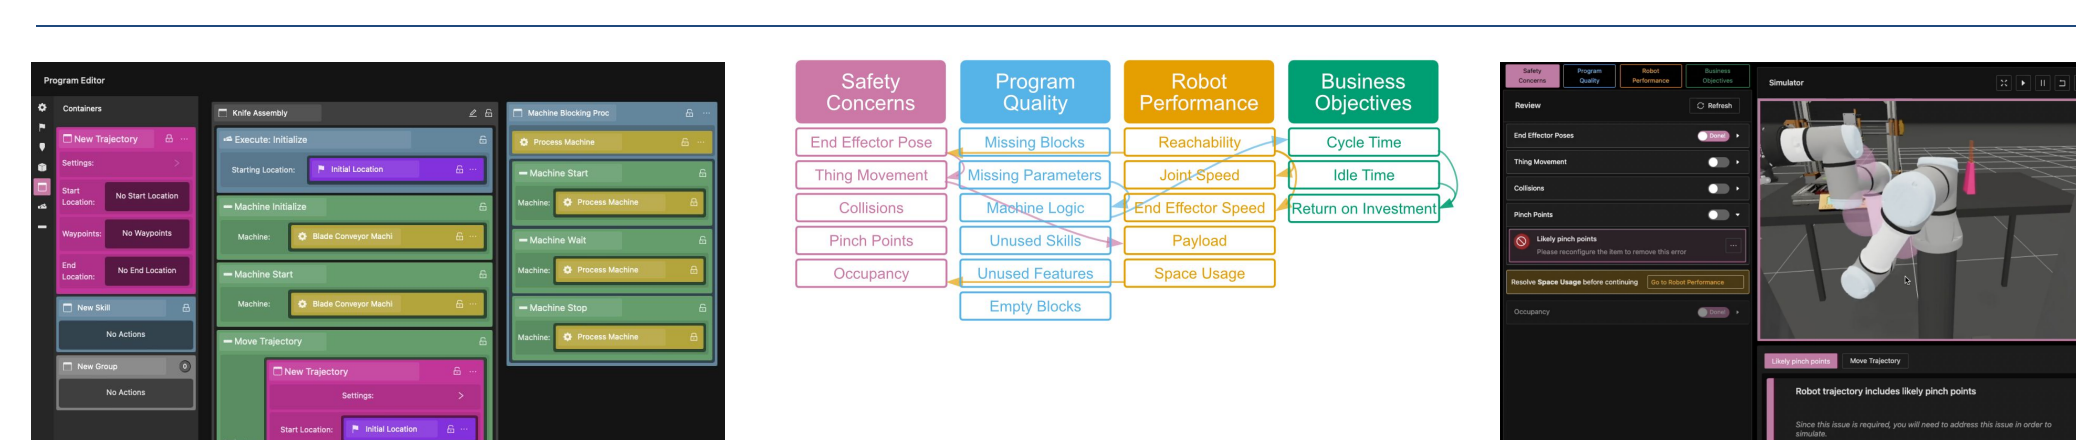 Program Editor
Containers
New Trajectory
Settings:
Start
Location:
No Start Location
Waypoints:
No Waypoints
End
Location:
No End Location
New Skill
No Actions
New Group
0
No Actions
Knife Assembly
Execute: Initialize
Starting Location:
Initial Location
Machine Initialize
Machine:
Blade Conveyor Machi
Machine Start
Machine:
Blade Conveyor Machi
Move Trajectory
New Trajectory
Settings:
Start Location:
Initial Location
Machine Blocking Proc
Process Machine
Machine Start
Machine:
Process Machine
Machine Wait
Machine:
Process Machine
Machine Stop
Machine:
Process Machine
Safety
Concerns
End Effector Pose
Thing Movement
Collisions
Pinch Points
Occupancy
Program
Quality
Missing Blocks
Missing Parameters
Machine Logic
Unused Skills
Unused Features
Empty Blocks
Robot
Performance
Reachability
Joint Speed
End Effector Speed
Payload
Space Usage
Business
Objectives
Cycle Time
Idle Time
Return on Investment
Safety
Concerns
Program
Quality
Robot
Performance
Business
Objectives
Review
Refresh
End Effector Poses
Thing Movement
Collisions
Pinch Points
Likely pinch points
Please reconfigure the item to remove this error
Resolve Space Usage before continuing
Go to Robot Performance
Occupancy
Simulator
Likely pinch points
Move Trajectory
Robot trajectory includes likely pinch points
Since this issue is required, you will need to address this issue in order to
simulate.